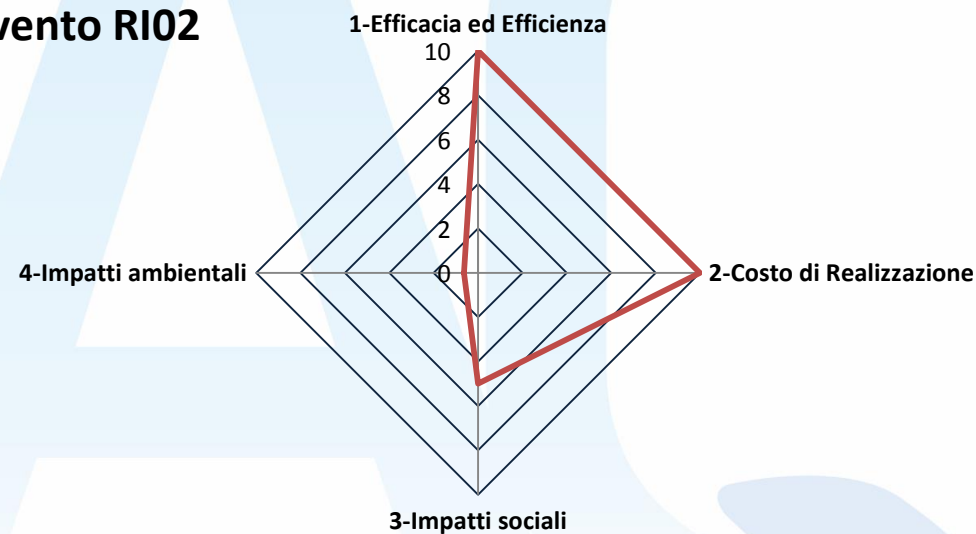 vento RI02
1-Efficacia ed Efficienza
10
8
6
4
2
0
4-Impatti ambientali
2-Costo di Realizzazione
3-Impatti sociali